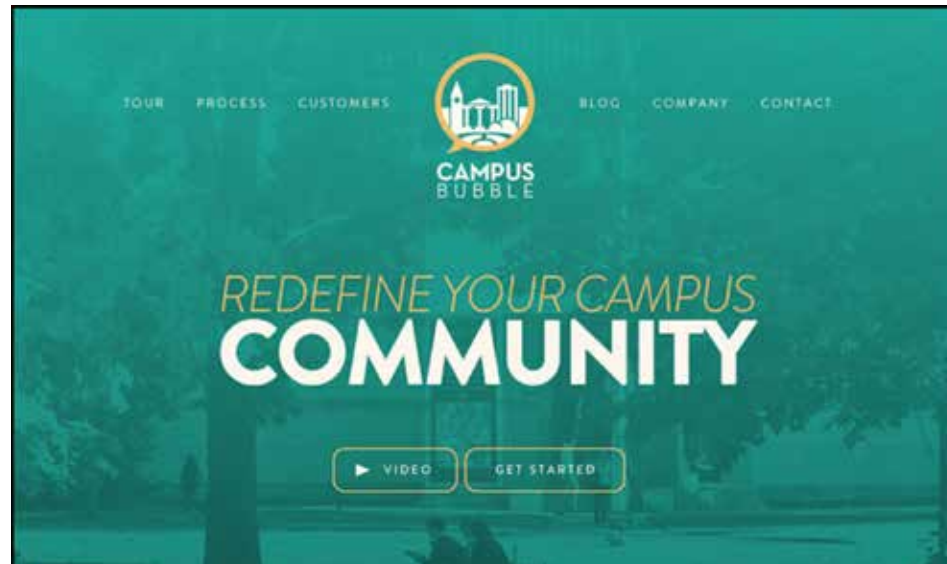 TOUR PROCESS CUSTOMERS BLOG COMPANY CONTACT
CAMPUS
BUBBLE
REDEFINE YOUR CAMPUS
COMMUNITY
VIDEO GET STARTED